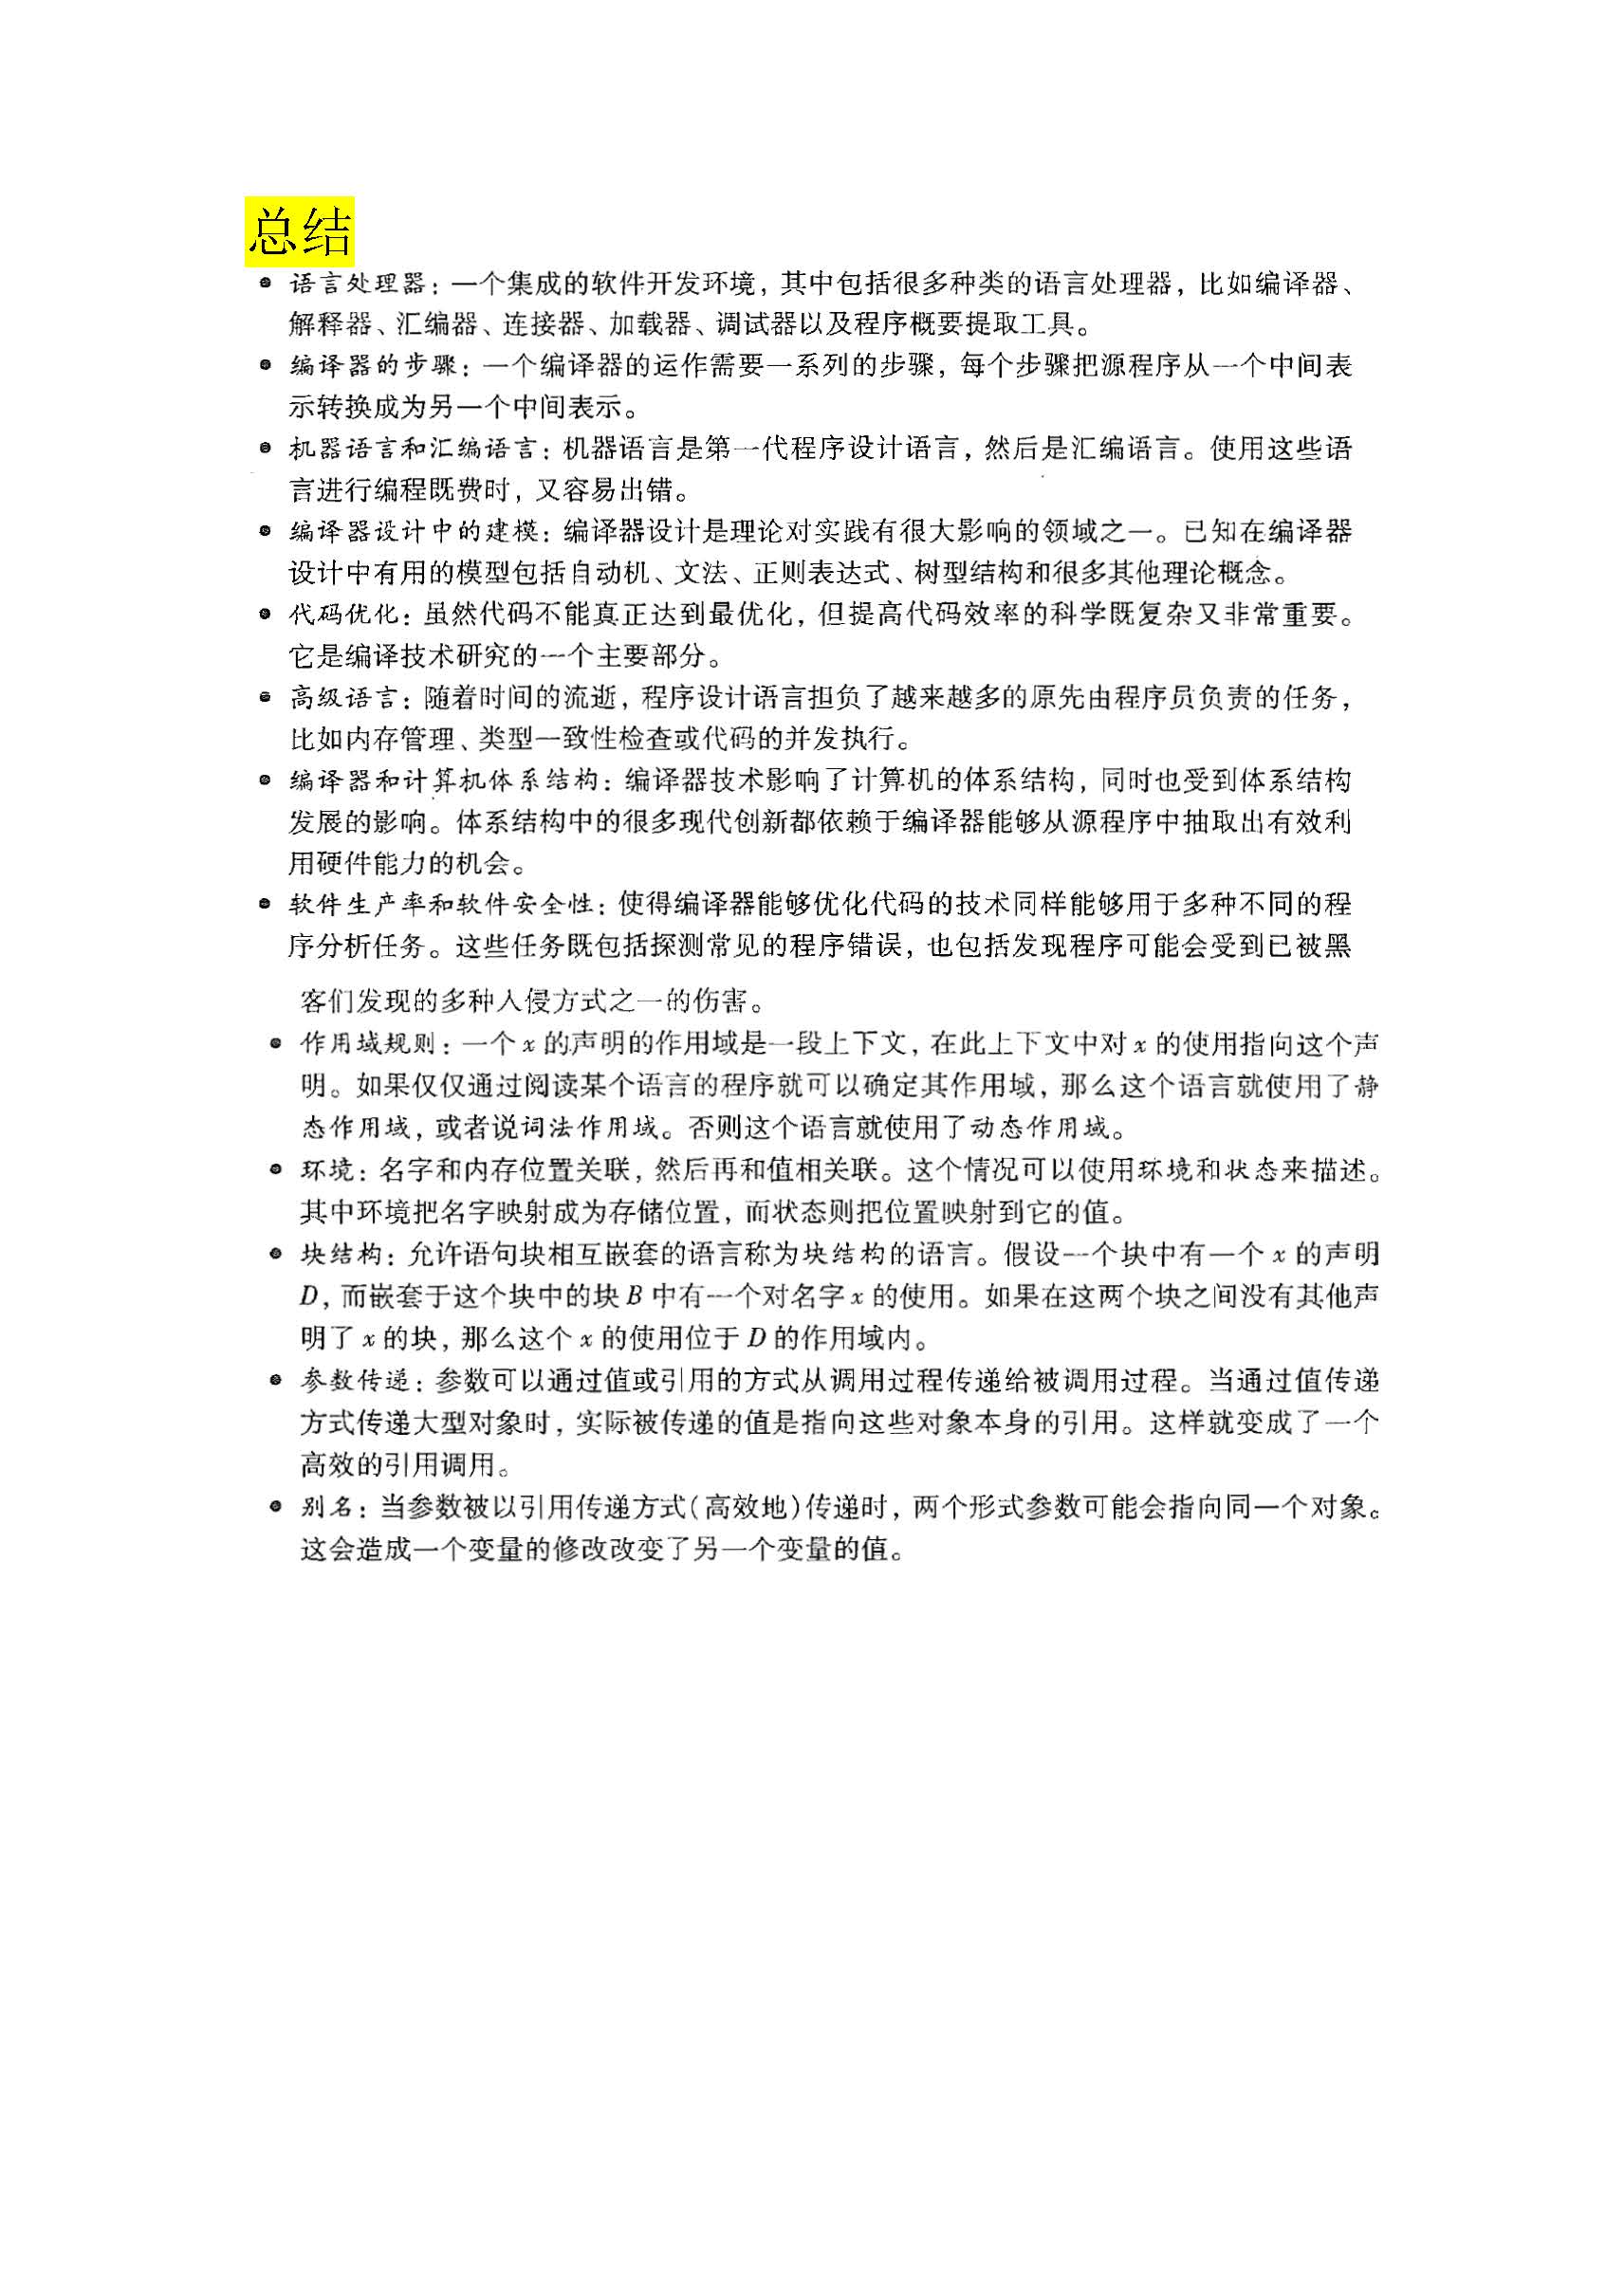 总结
• 语言处理器：一个集成的软件开发环境，其中包括很多种类的语言处理器，比如编译器、
解释器、汇编器、连接器、加载器、调试器以及程序概要提取工具。
• 编译器的步骤：一个编译器的运作需要一系列的步骤，每个步骤把源程序从一个中间表
示转换成为另一个中间表示。
• 机器语言和汇编语言：机器语言是第一代程序设计语言，然后是汇编语言。使用这些语
言进行编程既费时，又容易出错。
• 编译器设计中的建模：编译器设计是理论对实践有很大影响的领域之一。已知在编译器
设计中有用的模型包括自动机、文法、正则表达式、树型结构和很多其他理论概念。
• 代码优化：虽然代码不能真正达到最优化，但提高代码效率的科学既复杂又非常重要。
它是编译技术研究的一个主要部分。
• 高级语言：随着时间的流逝，程序设计语言担负了越来越多的原先由程序员负责的任务，
比如内存管理、类型一致性检查或代码的并发执行。
• 编译器和计算机体系结构：编译器技术影响了计算机的体系结构，同时也受到体系结构
发展的影响。体系结构中的很多现代创新都依赖于编译器能够从源程序中抽取出有效利
用硬件能力的机会。
• 软件生产率和软件安全性：使得编译器能够优化代码的技术同样能够用于多种不同的程
序分析任务。这些任务既包括探测常见的程序错误，也包括发现程序可能会受到已被黑
客们发现的多种入侵方式之一的伤害。
• 作用域规则：一个 x 的声明的作用域是一段上下文，在此上下文中对 x 的使用指向这个声
明。如果仅仅通过阅读某个语言的程序就可以确定其作用域，那么这个语言就使用了静
态作用域，或者说词法作用域。否则这个语言就使用了动态作用域。
• 环境：名字和内存位置关联，然后再和值相关联。这个情况可以使用环境和状态来描述。
其中环境把名字映射成为存储位置，而状态则把位置映射到它的值。
• 块结构：允许语句块相互嵌套的语言称为块结构的语言。假设一个块中有一个 x 的声明
D，而嵌套于这个块中的块 B 中有一个对名字 x 的使用。如果在这两个块之间没有其他声
明了 x 的块，那么这个 x 的使用位于 D 的作用域内。
• 参数传递：参数可以通过值或引用的方式从调用过程传递给被调用过程。当通过值传递
方式传递大型对象时，实际被传递的值是指向这些对象本身的引用。这样就变成了一个
高效的引用调用。
• 别名：当参数被以引用传递方式(高效地)传递时，两个形式参数可能会指向同一个对象。
这会造成一个变量的修改改变了另一个变量的值。